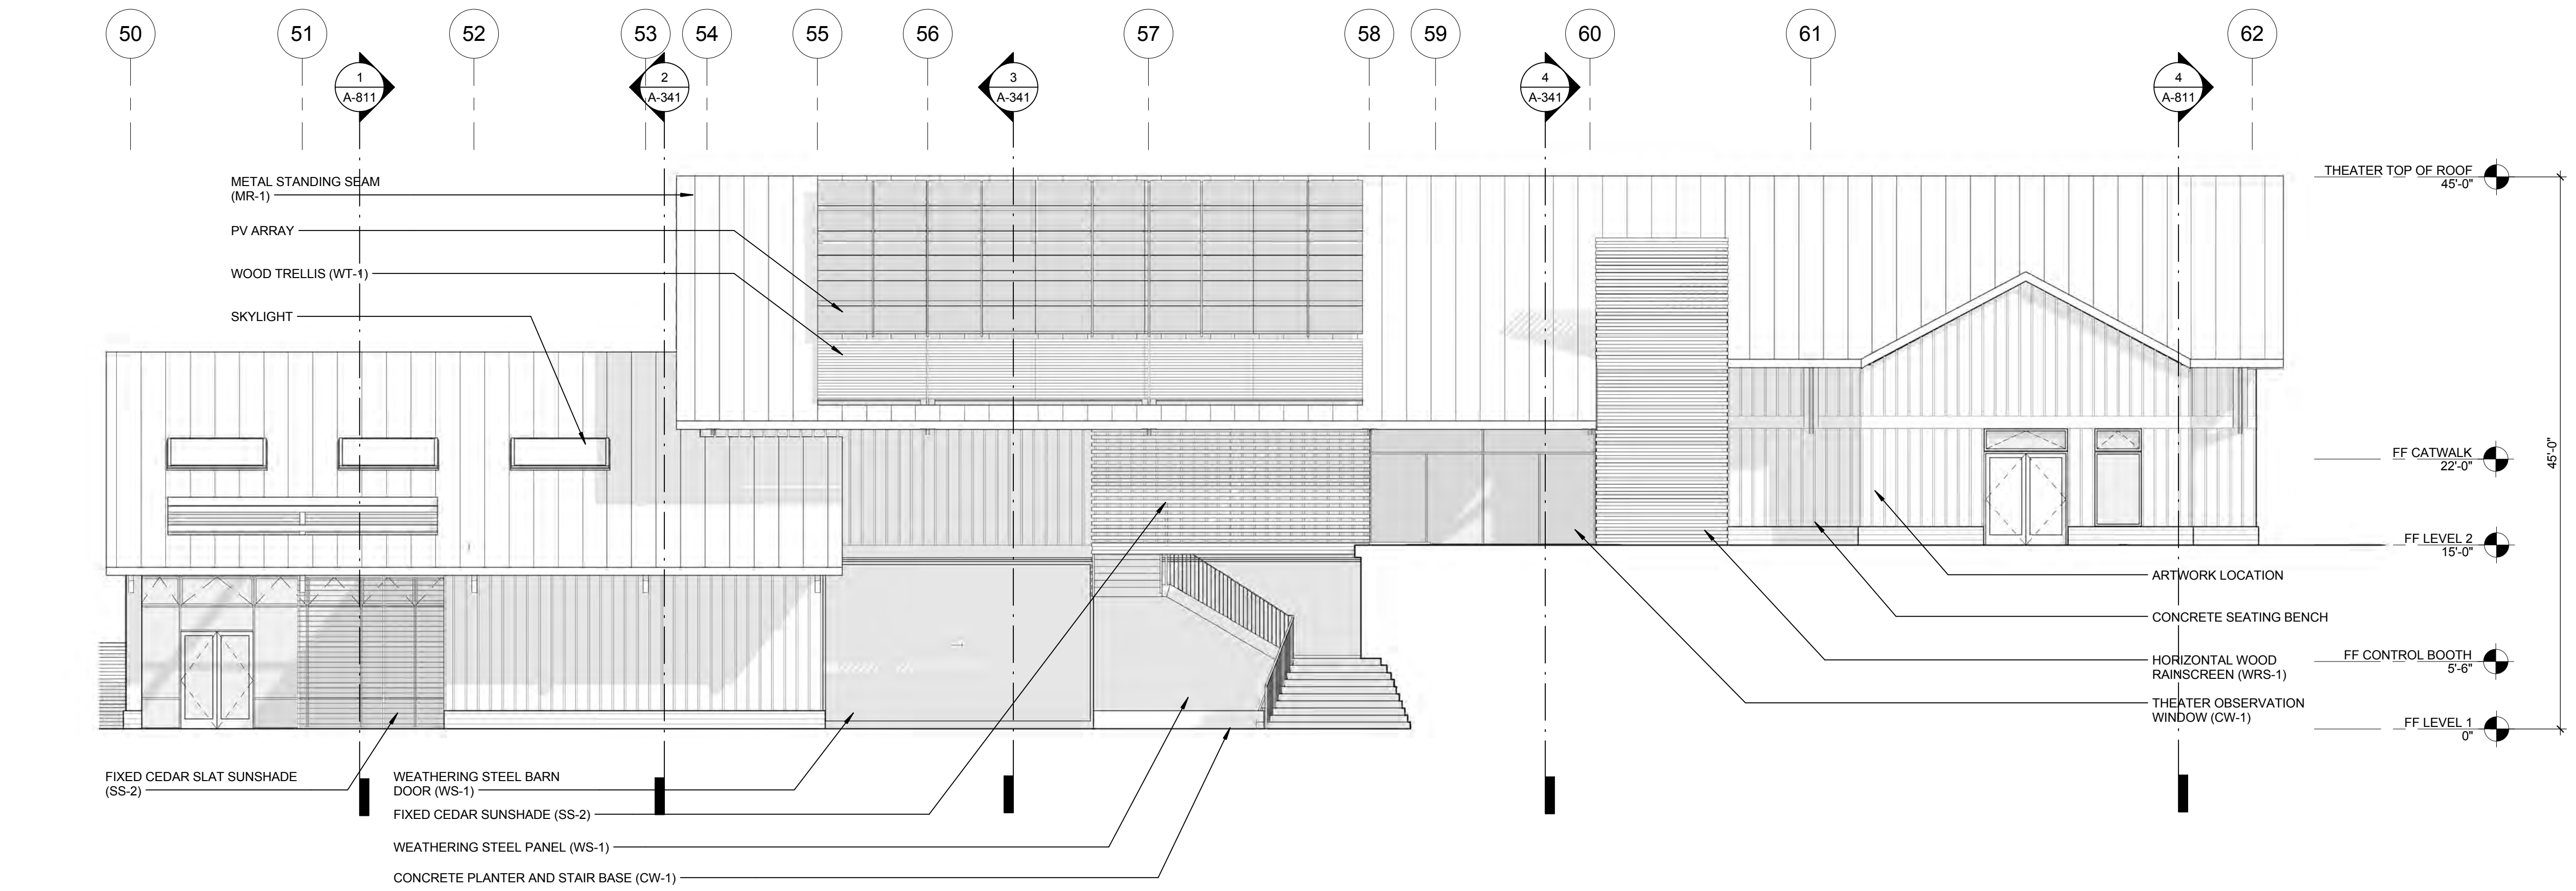 50 51 52 53 54 55 56 57 58 59 60 61 62
1 2 3 4 4
A-811 A-341 A-341 A-341 A-811
METAL STANDING SEAM
(MR-1)
PV ARRAY
WOOD TRELLIS (WT-1)
SKYLIGHT
THEATER TOP OF ROOF
45'-0"
45'-0"
FF CATWALK
22'-0"
FF LEVEL 2
15'-0"
FF CONTROL BOOTH
5'-6"
FF LEVEL 1
0"
ARTWORK LOCATION
CONCRETE SEATING BENCH
HORIZONTAL WOOD
RAINSCREEN (WRS-1)
THEATER OBSERVATION
WINDOW (CW-1)
FIXED CEDAR SLAT SUNSHADE
(SS-2)
WEATHERING STEEL BARN
DOOR (WS-1)
FIXED CEDAR SUNSHADE (SS-2)
WEATHERING STEEL PANEL (WS-1)
CONCRETE PLANTER AND STAIR BASE (CW-1)